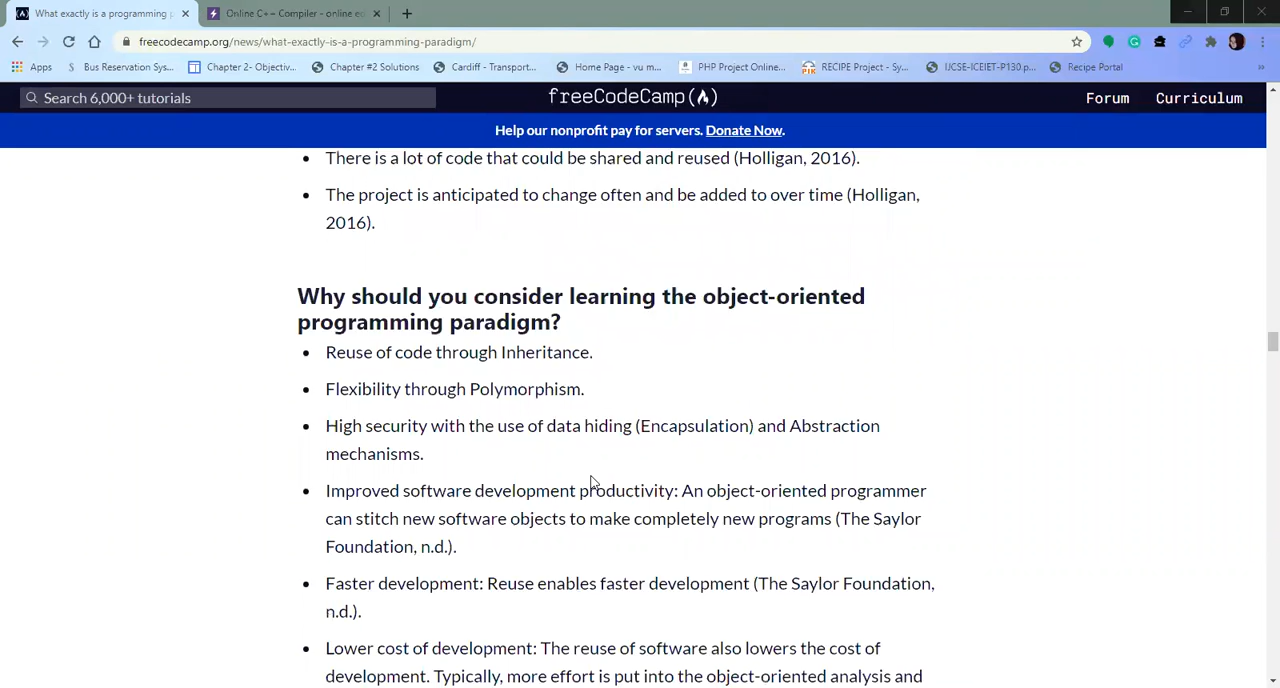 What exactly is a programming p
Online C++ Compiler - online ed
freecodecamp.org/news/what-exactly-is-a-programming-paradigm/
Apps
Bus Reservation Sys...
Chapter 2- Objectiv...
Chapter #2 Solutions
Cardiff - Transport...
Home Page - vu m...
PHP Project Online...
RECIPE Project - Sy...
IJCSE-ICEIET-P130.p...
Recipe Portal
»
Search 6,000+ tutorials
freeCodeCamp
Forum
Curriculum
Help our nonprofit pay for servers. Donate Now.
• There is a lot of code that could be shared and reused (Holligan, 2016).
• The project is anticipated to change often and be added to over time (Holligan,
2016).
Why should you consider learning the object-oriented
programming paradigm?
• Reuse of code through Inheritance.
• Flexibility through Polymorphism.
• High security with the use of data hiding (Encapsulation) and Abstraction
mechanisms.
• Improved software development productivity: An object-oriented programmer
can stitch new software objects to make completely new programs (The Saylor
Foundation, n.d.).
• Faster development: Reuse enables faster development (The Saylor Foundation,
n.d.).
• Lower cost of development: The reuse of software also lowers the cost of
development. Typically, more effort is put into the object-oriented analysis and